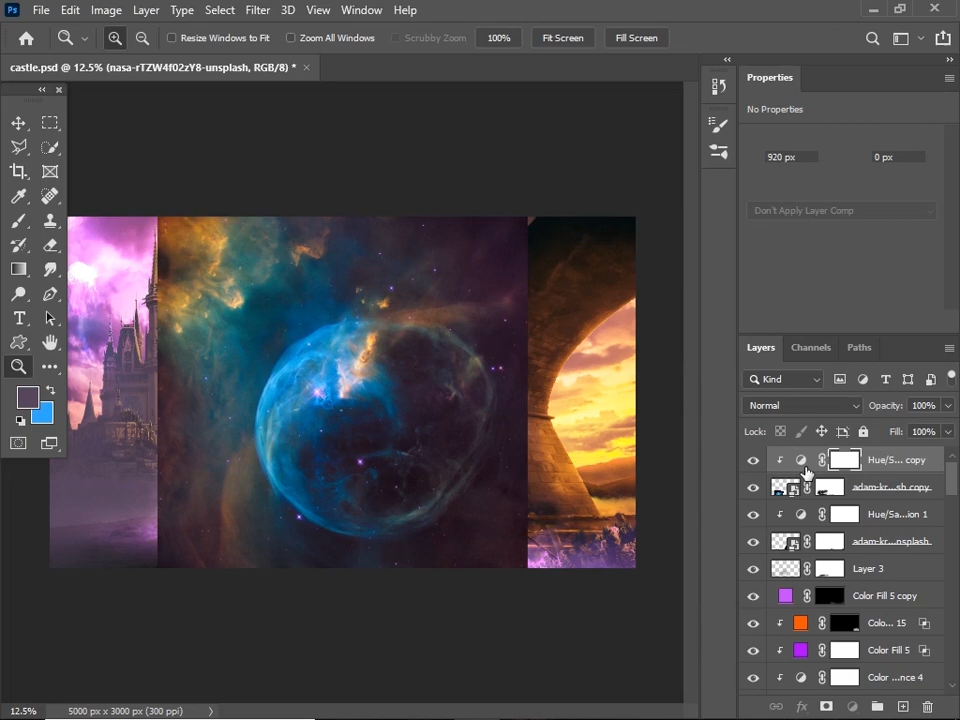 Ps File Edit Image Layer Type Select Filter 3D View Window Help
Resize Windows to Fit Zoom All Windows Scrubby Zoom 100% Fit Screen Fill Screen
castle.psd @ 12.5% (nasa-rTZW4f02zY8-unsplash, RGB/8) * ×
Properties
No Properties
920 px 0 px
Don't Apply Layer Comp
Layers Channels Paths
Kind
Normal Opacity: 100%
Lock: Fill: 100%
Hue/S... copy
adam-kr...sh copy
Hue/Sa...ion 1
adam-kr...nsplash
Layer 3
Color Fill 5 copy
Colo... 15
Color Fill 5
Color ...nce 4
12.5% 5000 px x 3000 px (300 ppi)